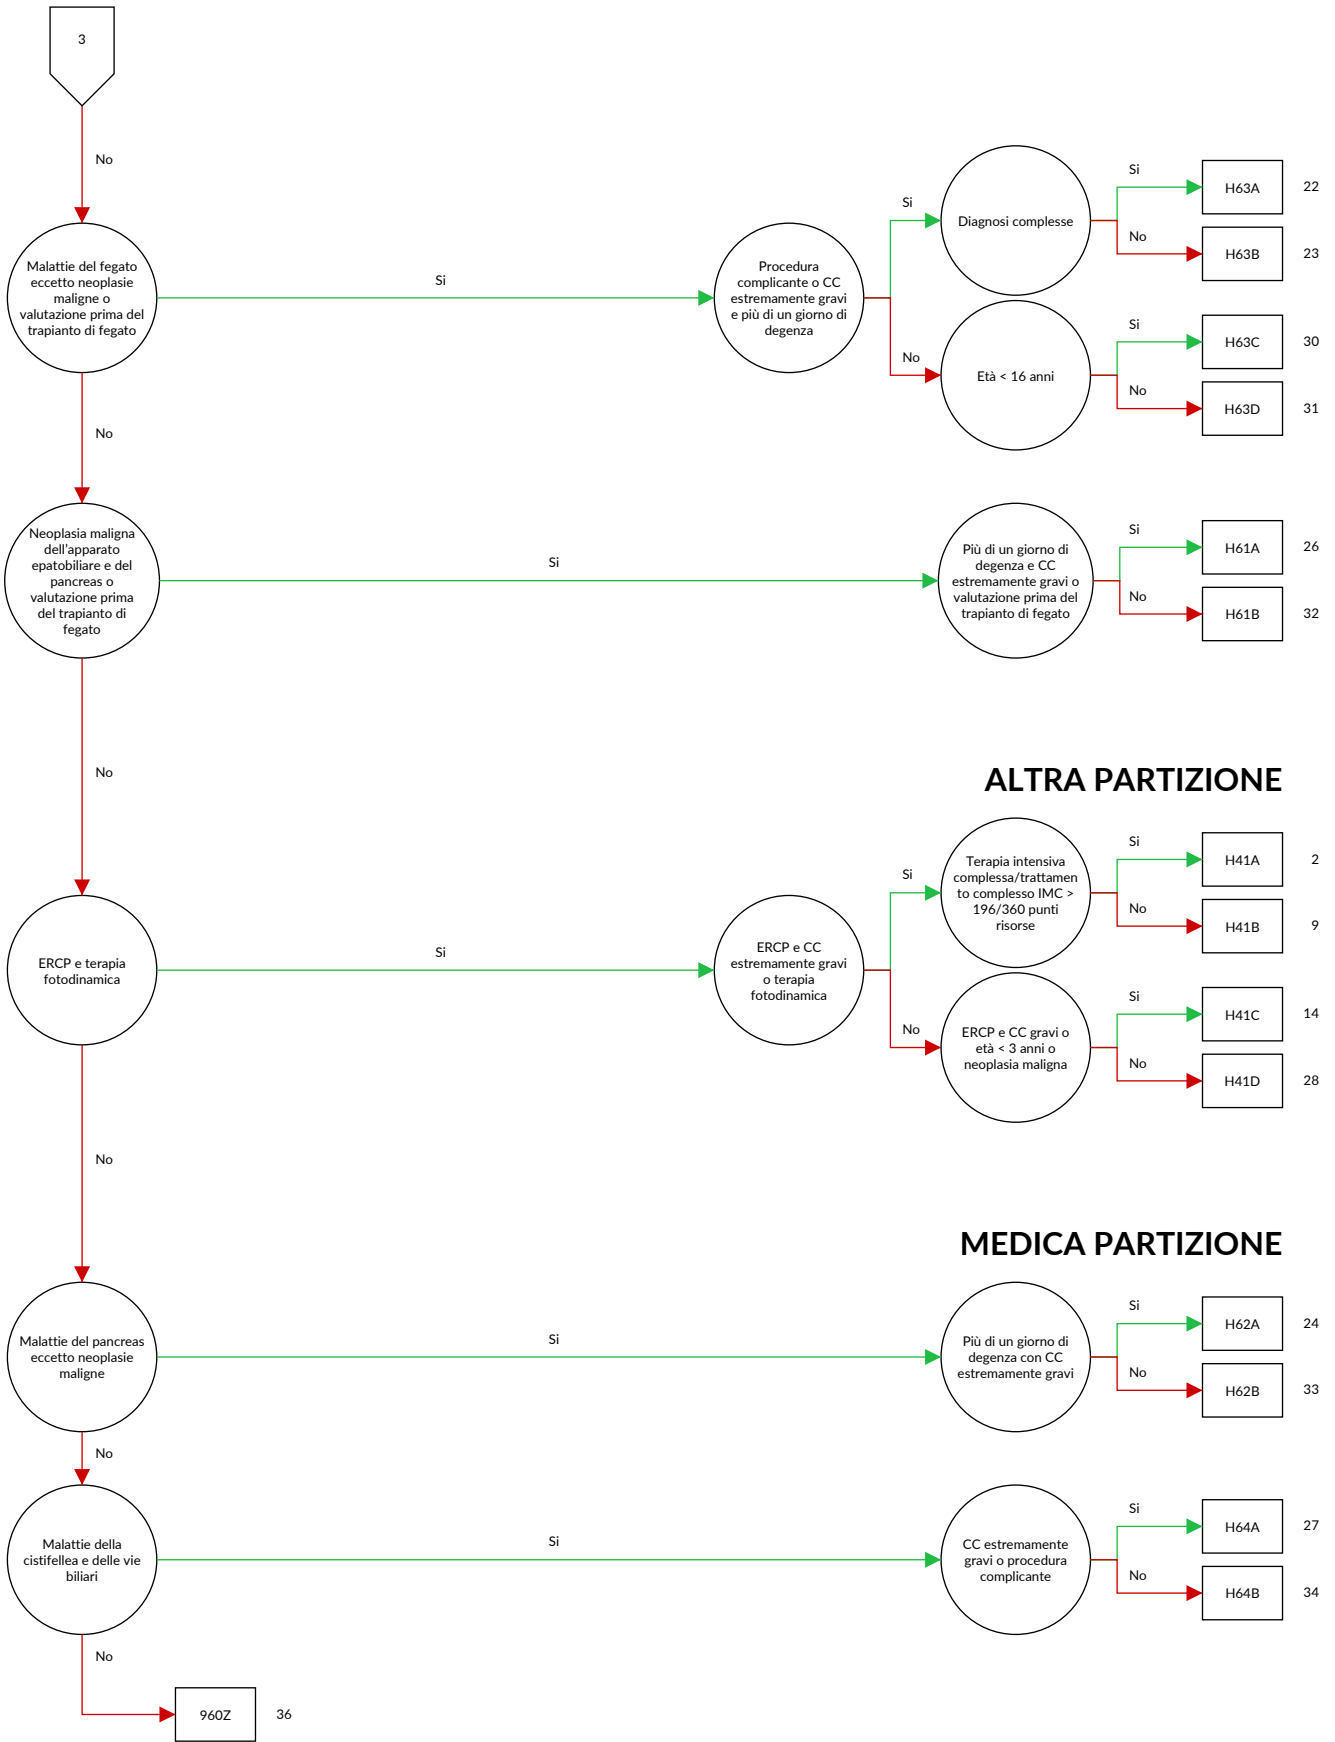 3
No
Malattie del fegato
eccetto neoplasie
maligne o
valutazione prima del
trapianto di fegato
Si
Procedura
complicante o CC
estremamente gravi
e più di un giorno di
degenza
Si
Diagnosi complesse
Si
H63A
22
No
H63B
23
No
Età < 16 anni
Si
H63C
30
No
H63D
31
No
Neoplasia maligna
dell'apparato
epatobiliare e del
pancreas o
valutazione prima
del trapianto di
fegato
Si
Più di un giorno di
degenza e CC
estremamente gravi o
valutazione prima del
trapianto di fegato
Si
H61A
26
No
H61B
32
No
ALTRA PARTIZIONE
ERCP e terapia
fotodinamica
Si
ERCP e CC
estremamente gravi
o terapia
fotodinamica
Si
Terapia intensiva
complessa/trattamen
to complesso IMC >
196/360 punti
risorse
Si
H41A
2
No
H41B
9
No
ERCP e CC gravi o
età < 3 anni o
neoplasia maligna
Si
H41C
14
No
H41D
28
No
MEDICA PARTIZIONE
Malattie del pancreas
eccetto neoplasie
maligne
Si
Più di un giorno di
degenza con CC
estremamente gravi
Si
H62A
24
No
H62B
33
No
Malattie della
cistifellea e delle vie
biliari
Si
CC estremamente
gravi o procedura
complicante
Si
H64A
27
No
H64B
34
No
960Z
36